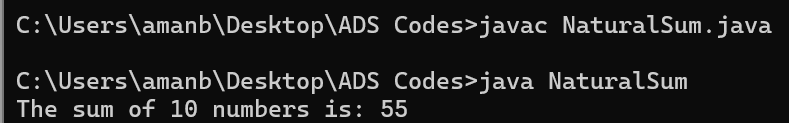 C:\Users\amanb\Desktop\ADS Codes>javac NaturalSum.java
C:\Users\amanb\Desktop\ADS Codes>java NaturalSum
The sum of 10 numbers is: 55